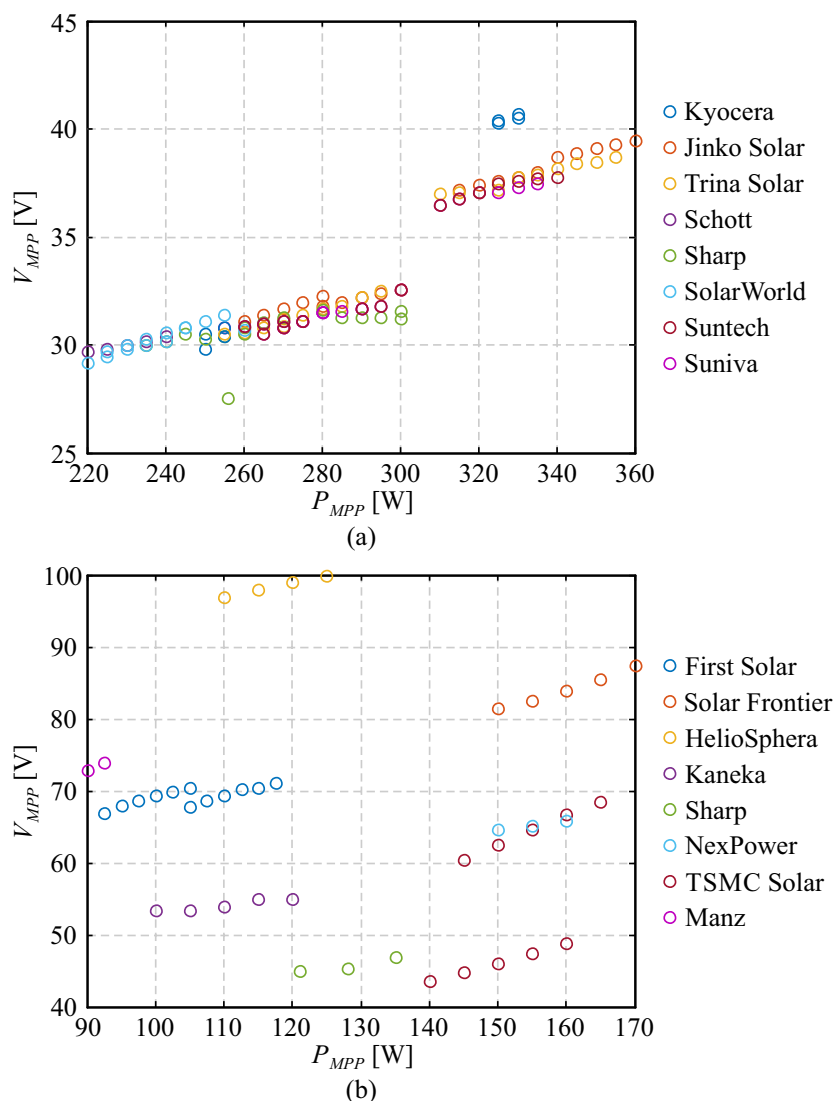 45
40
35
30
25
V_MPP [V]
220 240 260 280 300 320 340 360
P_MPP [W]
Kyocera
Jinko Solar
Trina Solar
Schott
Sharp
SolarWorld
Suntech
Suniva
(a)
100
90
80
70
60
50
40
V_MPP [V]
90 100 110 120 130 140 150 160 170
P_MPP [W]
First Solar
Solar Frontier
HelioSphera
Kaneka
Sharp
NexPower
TSMC Solar
Manz
(b)